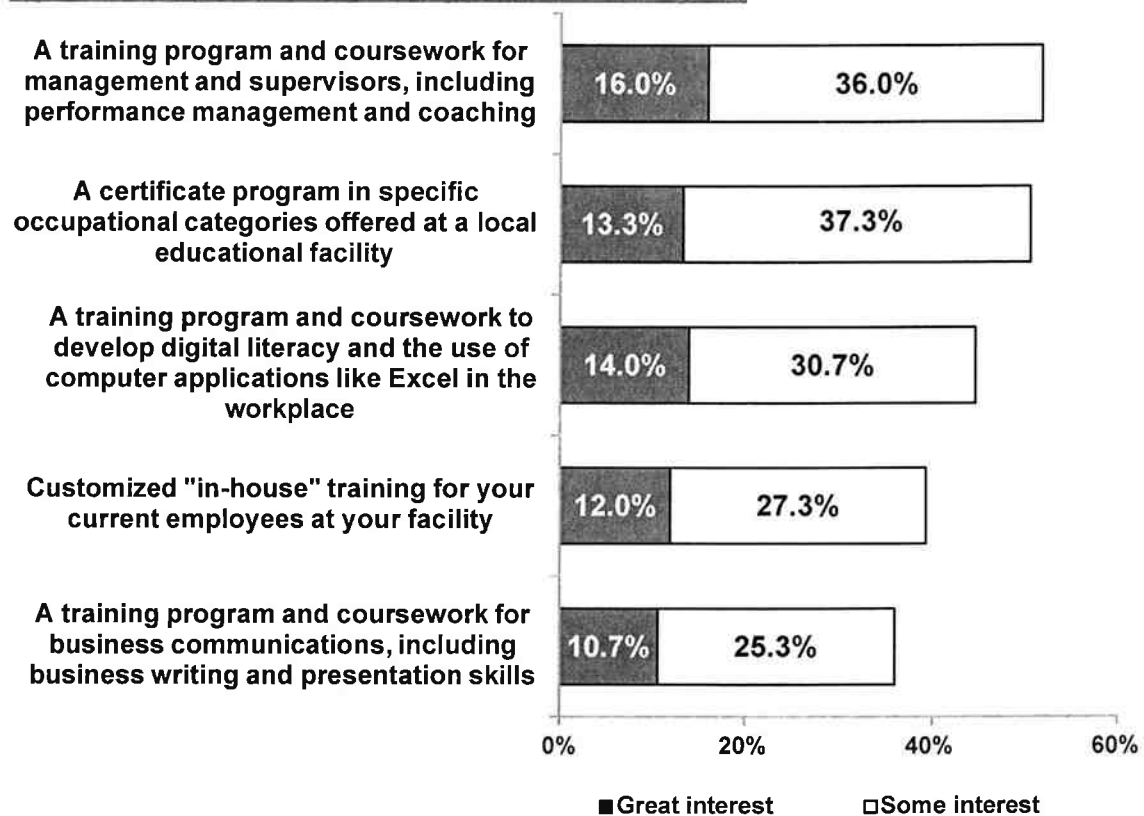 A training program and coursework for
management and supervisors, including
performance management and coaching
16.0%
36.0%
A certificate program in specific
occupational categories offered at a local
educational facility
13.3%
37.3%
A training program and coursework to
develop digital literacy and the use of
computer applications like Excel in the
workplace
14.0%
30.7%
Customized "in-house" training for your
current employees at your facility
12.0%
27.3%
A training program and coursework for
business communications, including
business writing and presentation skills
10.7%
25.3%
0% 20% 40% 60%
■Great interest □Some interest